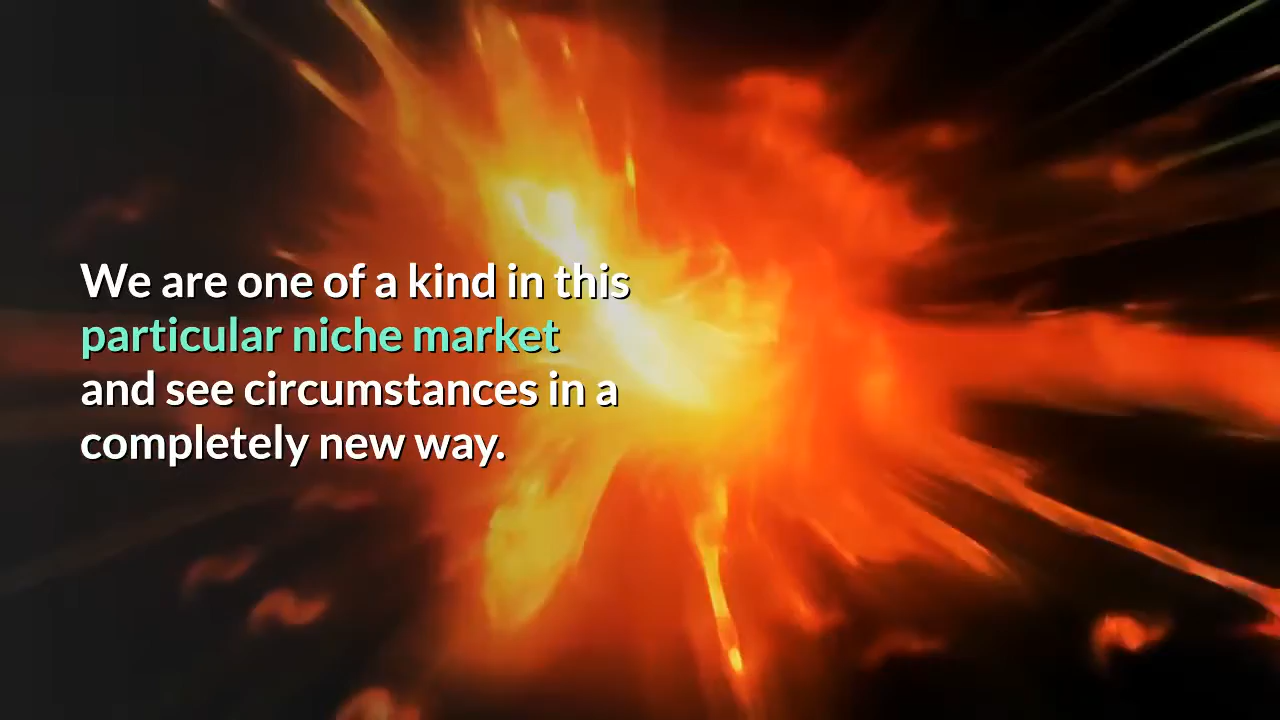 We are one of a kind in this
particular niche market
and see circumstances in a
completely new way.